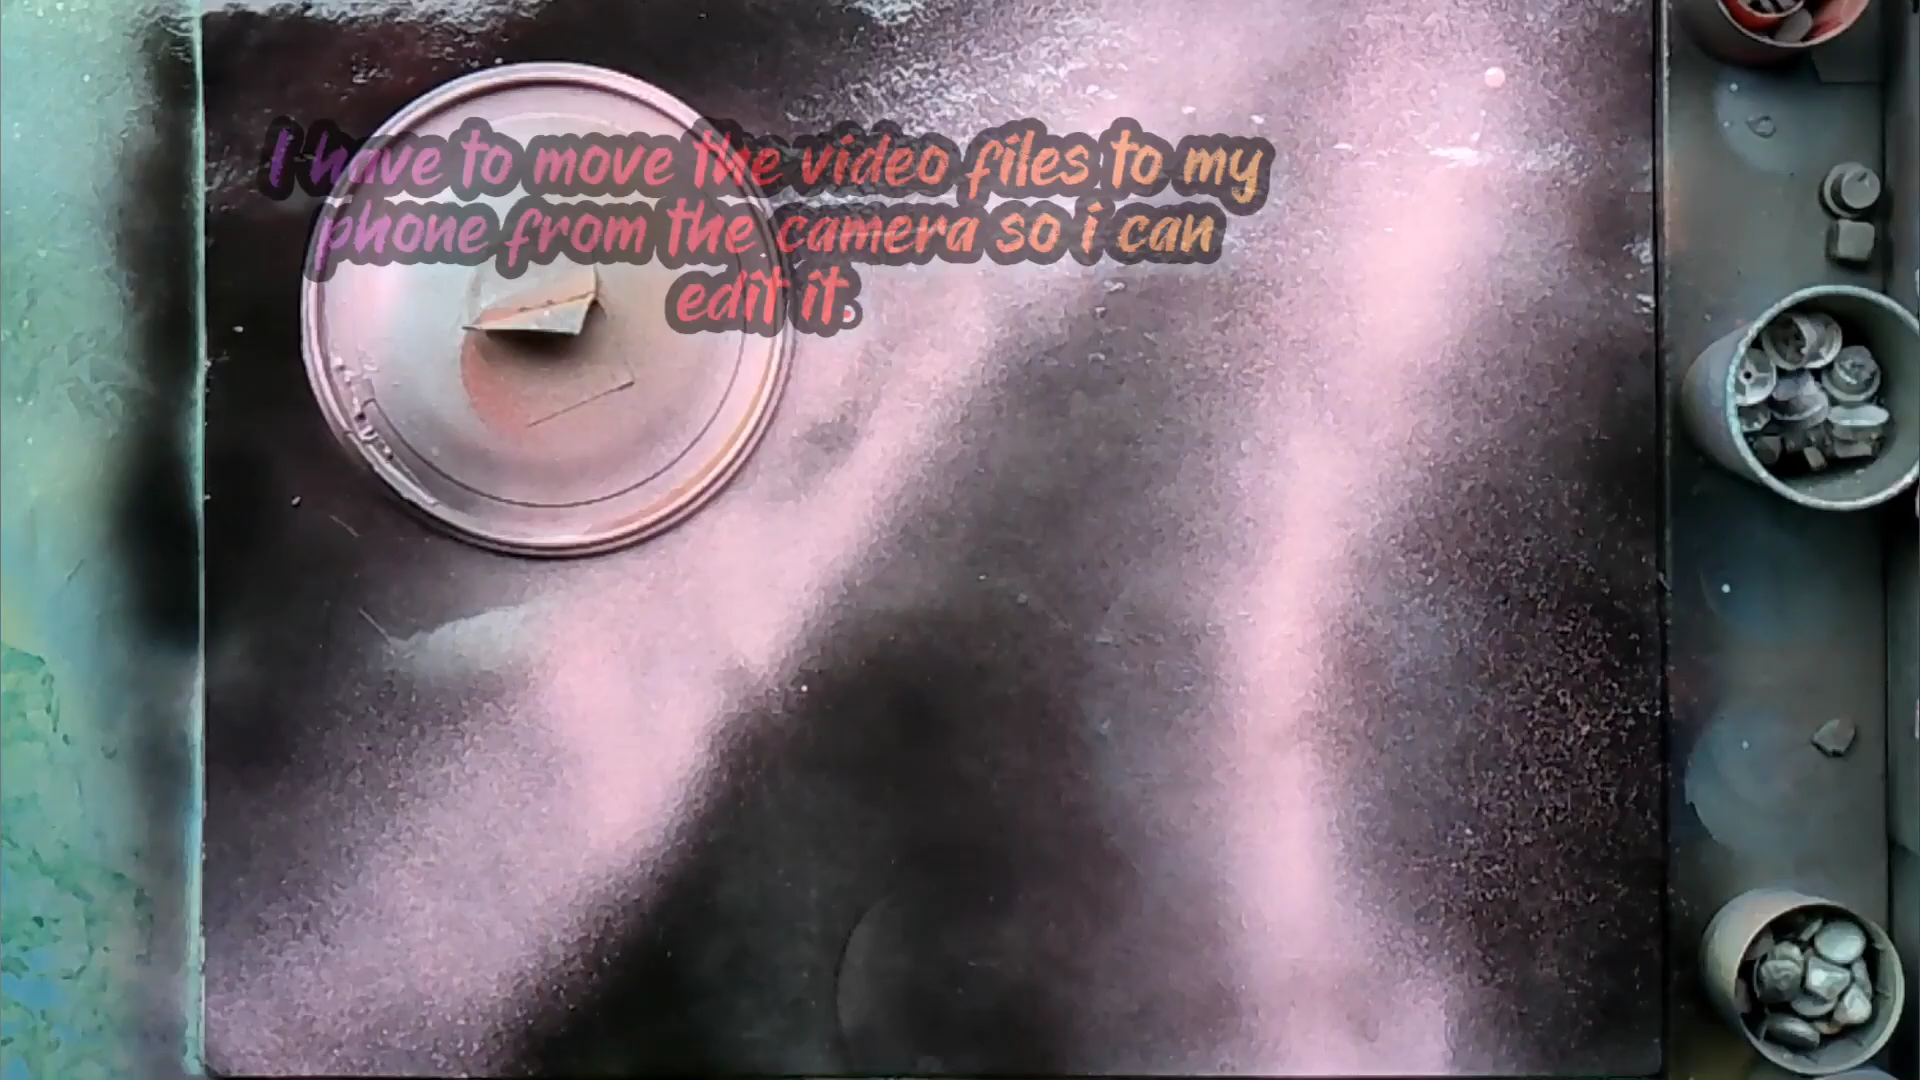 I have to move the video files to my
phone from the camera so i can
edit it.